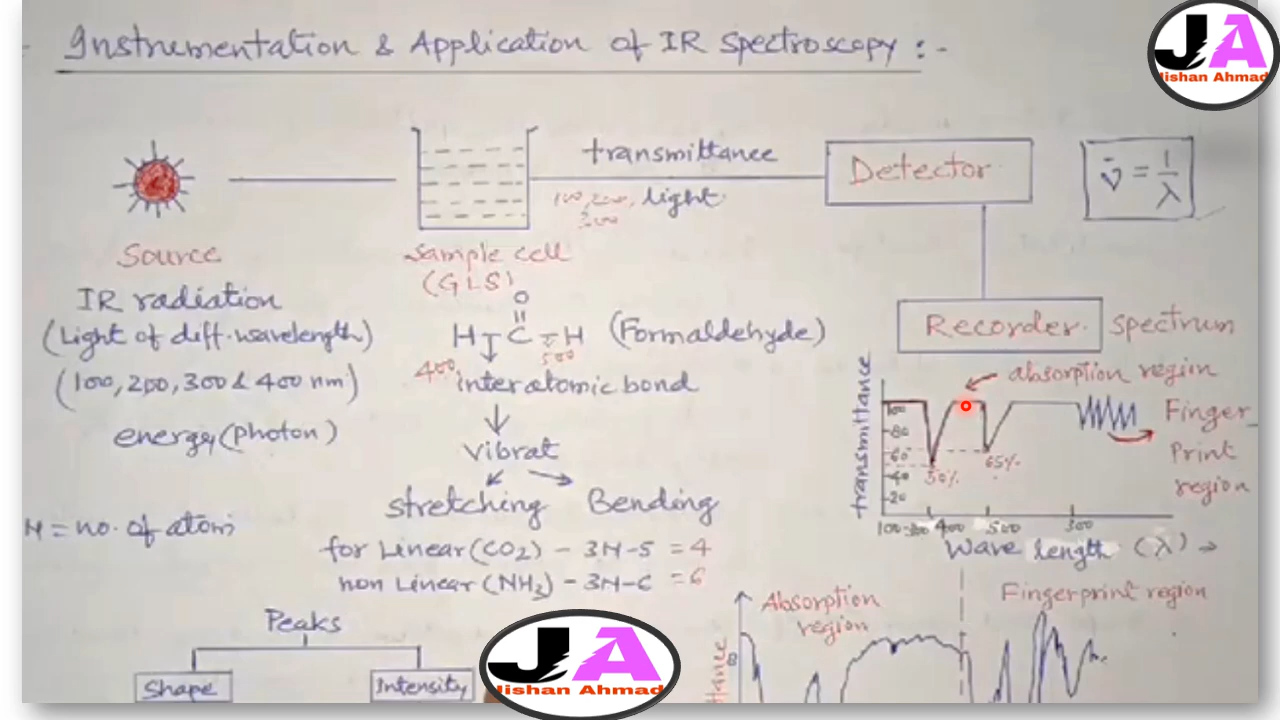 Instrumentation & Application of IR Spectroscopy :-
JA
Jishan Ahmad
transmittance
100, 200, 300
light
Detector
ν̄ = 1/λ
Source
Sample cell
(GLS)
IR radiation
(Light of diff. wavelength)
(100, 200, 300 & 400 nm)
energy (Photon)
O
H C H (Formaldehyde)
400 500
interatomic bond
Vibrat
stretching Bending
N = no. of atom
for Linear (CO2) - 3N-5 = 4
non Linear (NH3) - 3N-6 = 6
Recorder. Spectrum
absorption region
transmittance
100
80
60
40
20
50%
65%
Finger
Print
region
400 500 300
Wave length (λ) →
Peaks
Shape
Intensity
Absorption
region
Fingerprint region
JA
Jishan Ahmad